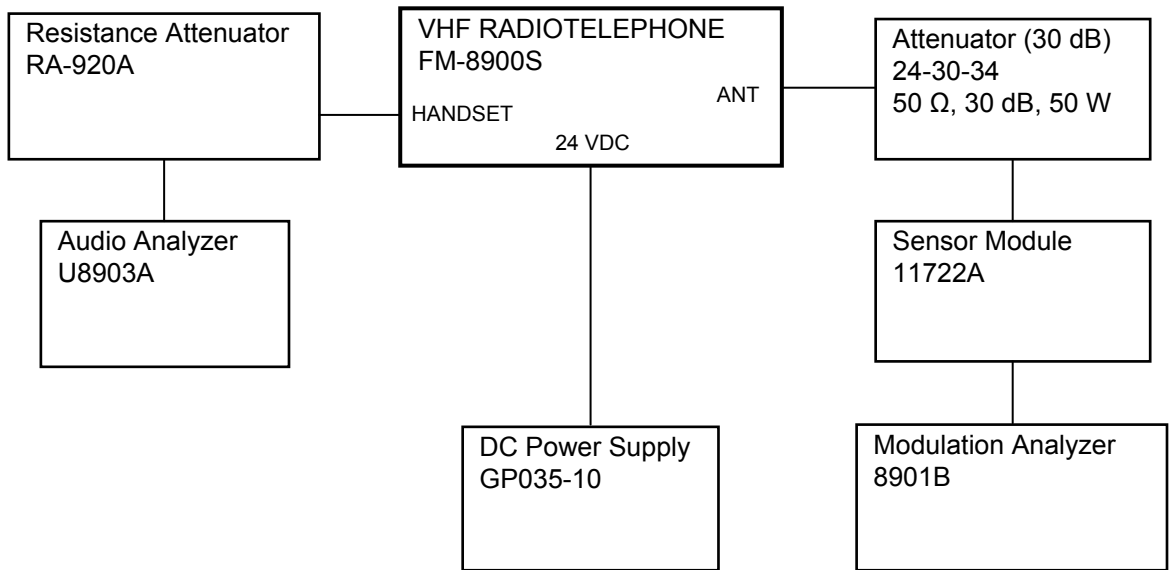 Resistance Attenuator
RA-920A
VHF RADIOTELEPHONE
FM-8900S
HANDSET
ANT
24 VDC
Attenuator (30 dB)
24-30-34
50 Ω, 30 dB, 50 W
Audio Analyzer
U8903A
Sensor Module
11722A
DC Power Supply
GP035-10
Modulation Analyzer
8901B